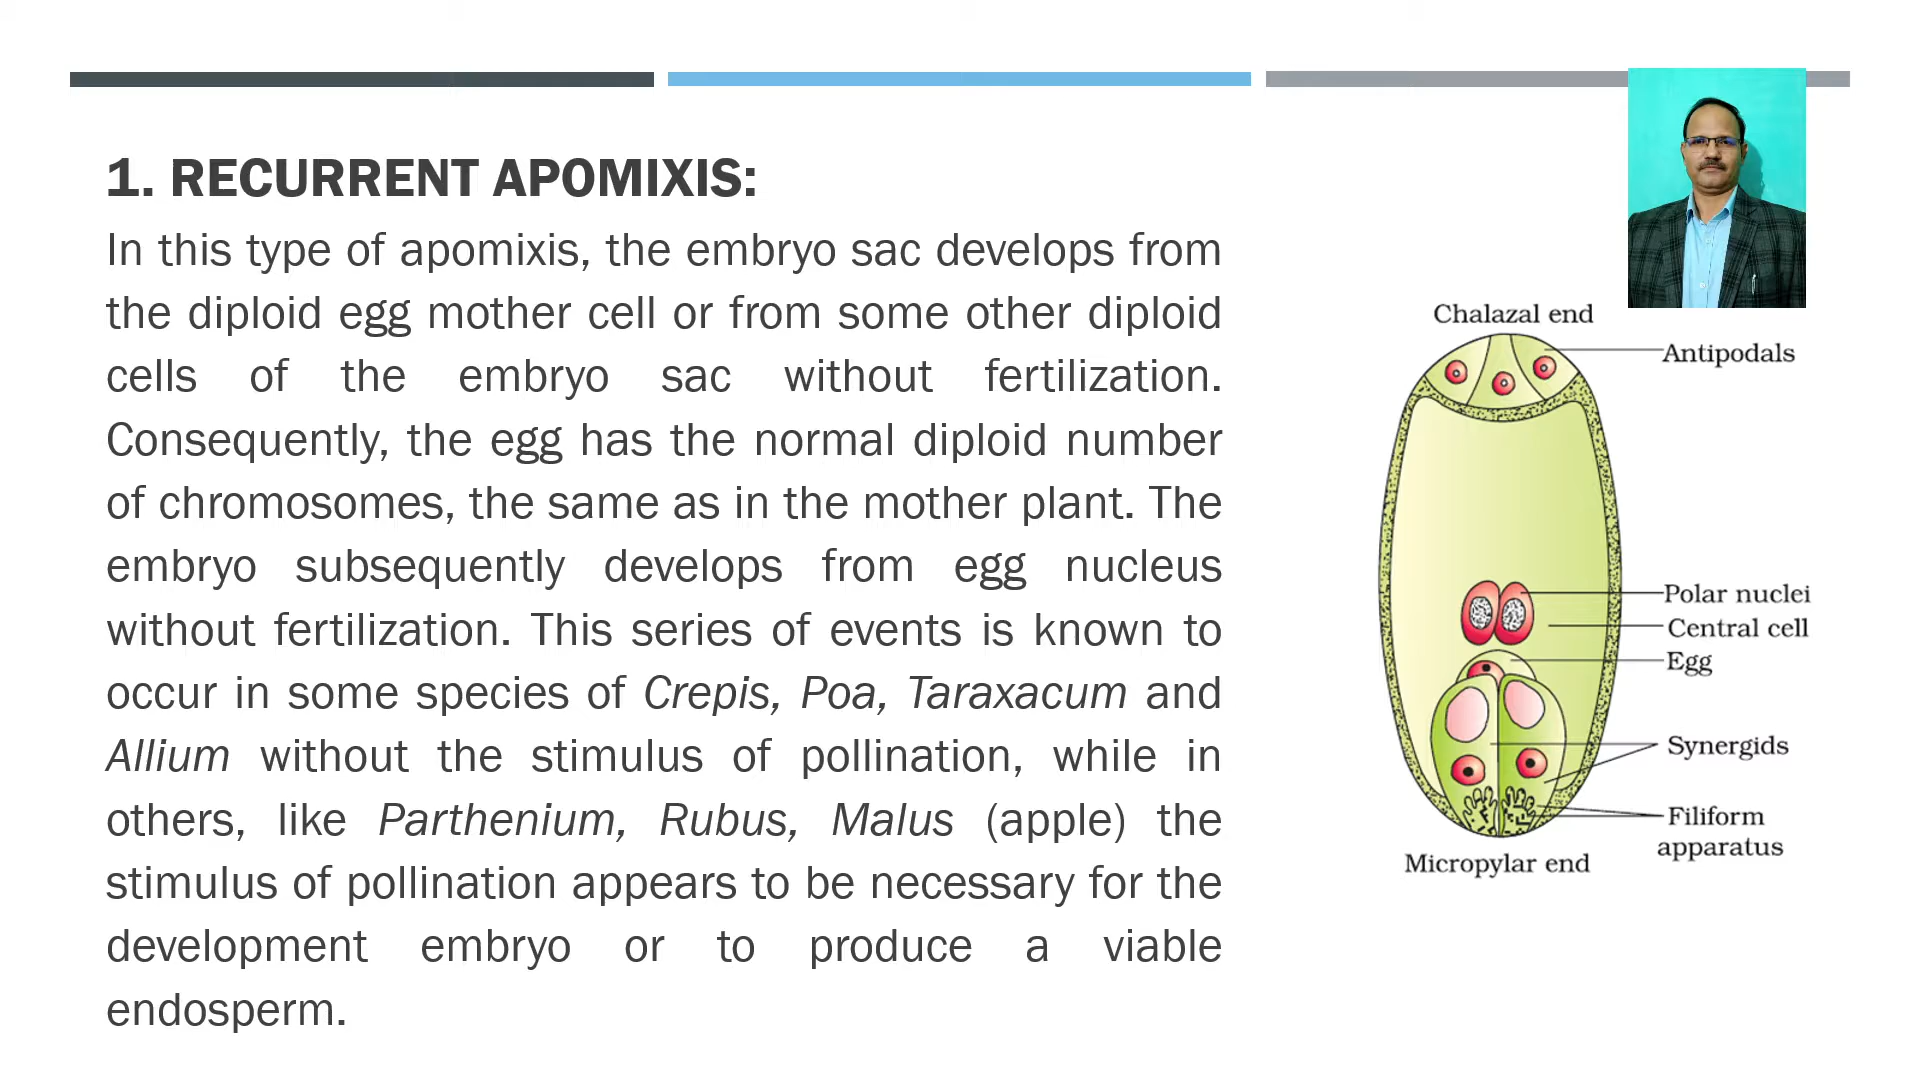 1. RECURRENT APOMIXIS:
In this type of apomixis, the embryo sac develops from
the diploid egg mother cell or from some other diploid
cells of the embryo sac without fertilization.
Consequently, the egg has the normal diploid number
of chromosomes, the same as in the mother plant. The
embryo subsequently develops from egg nucleus
without fertilization. This series of events is known to
occur in some species of Crepis, Poa, Taraxacum and
Allium without the stimulus of pollination, while in
others, like Parthenium, Rubus, Malus (apple) the
stimulus of pollination appears to be necessary for the
development embryo or to produce a viable
endosperm.
Chalazal end
Antipodals
Polar nuclei
Central cell
Egg
Synergids
Filiform
apparatus
Micropylar end